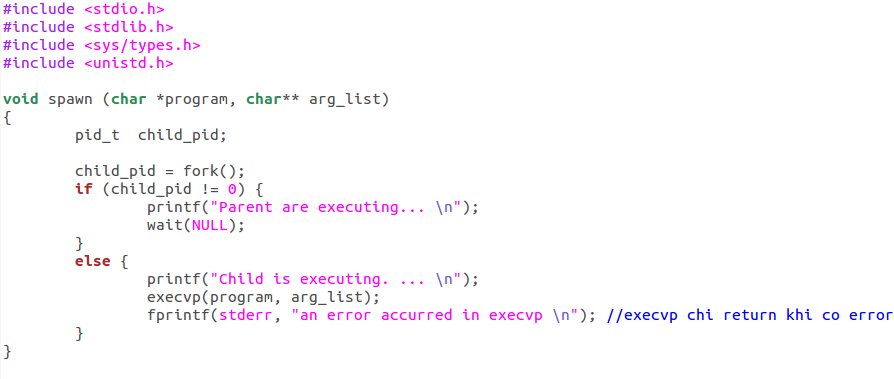 #include <stdio.h>
#include <stdlib.h>
#include <sys/types.h>
#include <unistd.h>
void spawn (char *program, char** arg_list)
{
pid_t  child_pid;
child_pid = fork();
if (child_pid != 0) {
printf("Parent are executing... \n");
wait(NULL);
}
else {
printf("Child is executing. ... \n");
execvp(program, arg_list);
fprintf(stderr, "an error accurred in execvp \n"); //execvp chi return khi co error
}
}